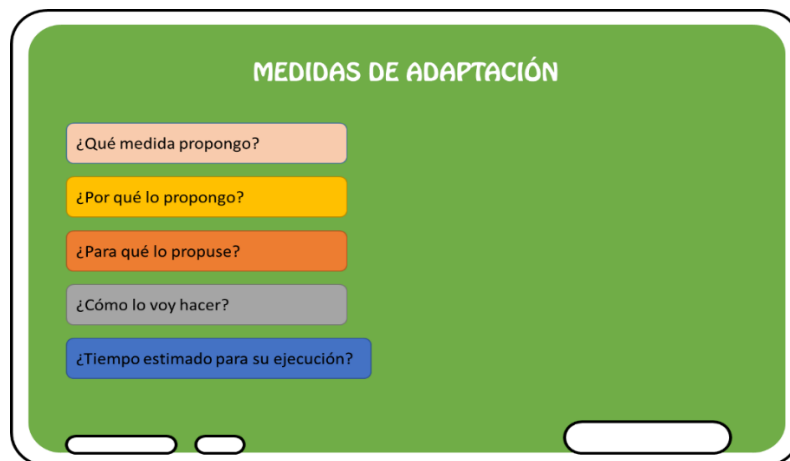 MEDIDAS DE ADAPTACIÓN
¿Qué medida propongo?
¿Por qué lo propongo?
¿Para qué lo propuse?
¿Cómo lo voy hacer?
¿Tiempo estimado para su ejecución?